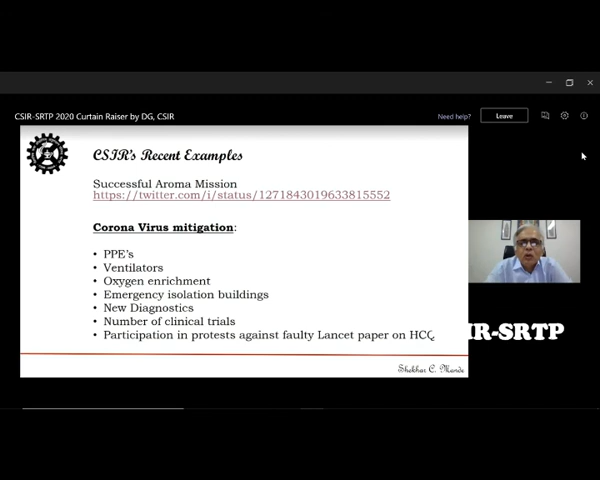 CSIR-SRTP 2020 Curtain Raiser by DG, CSIR
Need help?
Leave
CSIR's Recent Examples
Successful Aroma Mission
https://twitter.com/i/status/1271843019633815552
Corona Virus mitigation:
• PPE's
• Ventilators
• Oxygen enrichment
• Emergency isolation buildings
• New Diagnostics
• Number of clinical trials
• Participation in protests against faulty Lancet paper on HCQ
IR-SRTP
Shekhar C. Mande